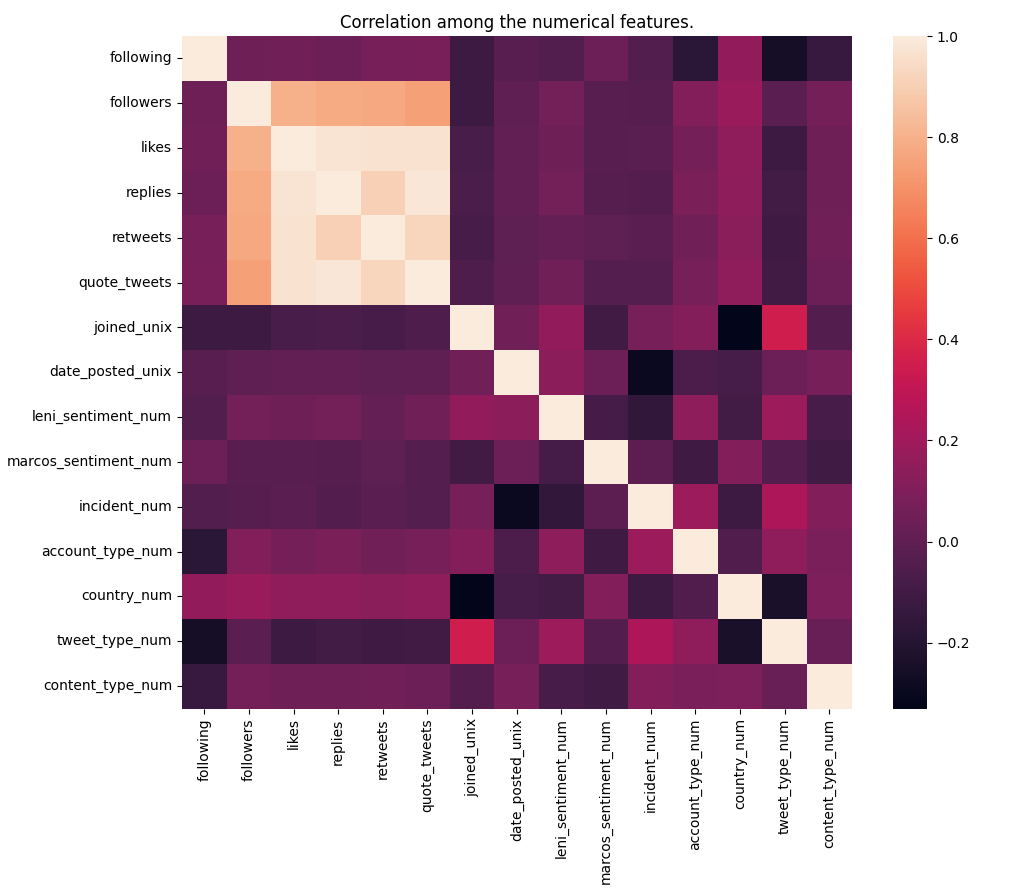 Correlation among the numerical features.
following
followers
likes
replies
retweets
quote_tweets
joined_unix
date_posted_unix
leni_sentiment_num
marcos_sentiment_num
incident_num
account_type_num
country_num
tweet_type_num
content_type_num
following
followers
likes
replies
retweets
quote_tweets
joined_unix
date_posted_unix
leni_sentiment_num
marcos_sentiment_num
incident_num
account_type_num
country_num
tweet_type_num
content_type_num
1.0
0.8
0.6
0.4
0.2
0.0
−0.2